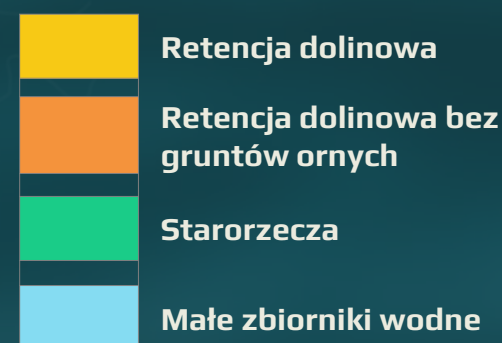 Retencja dolinowa
Retencja dolinowa bez
gruntów ornych
Starorzecza
Małe zbiorniki wodne